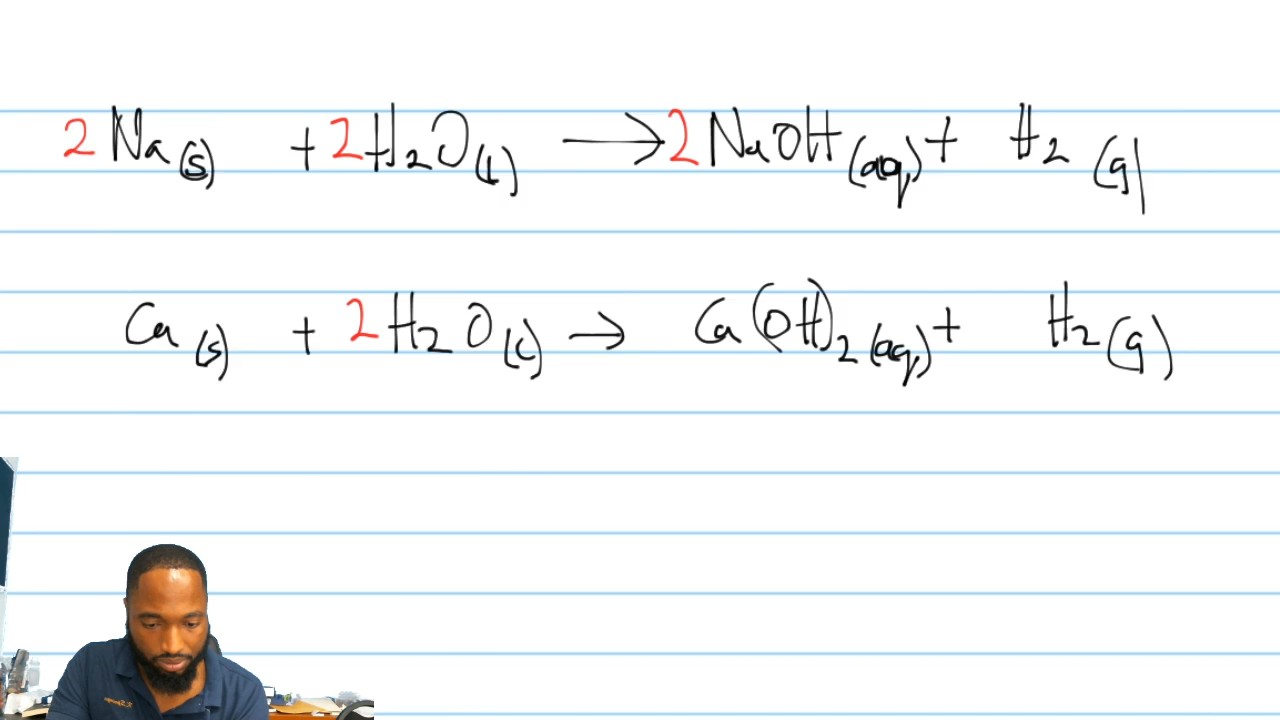 2Na(s) + 2H₂O(l) → 2NaOH(aq) + H₂(g)
Ca(s) + 2H₂O(l) → Ca(OH)₂(aq) + H₂(g)